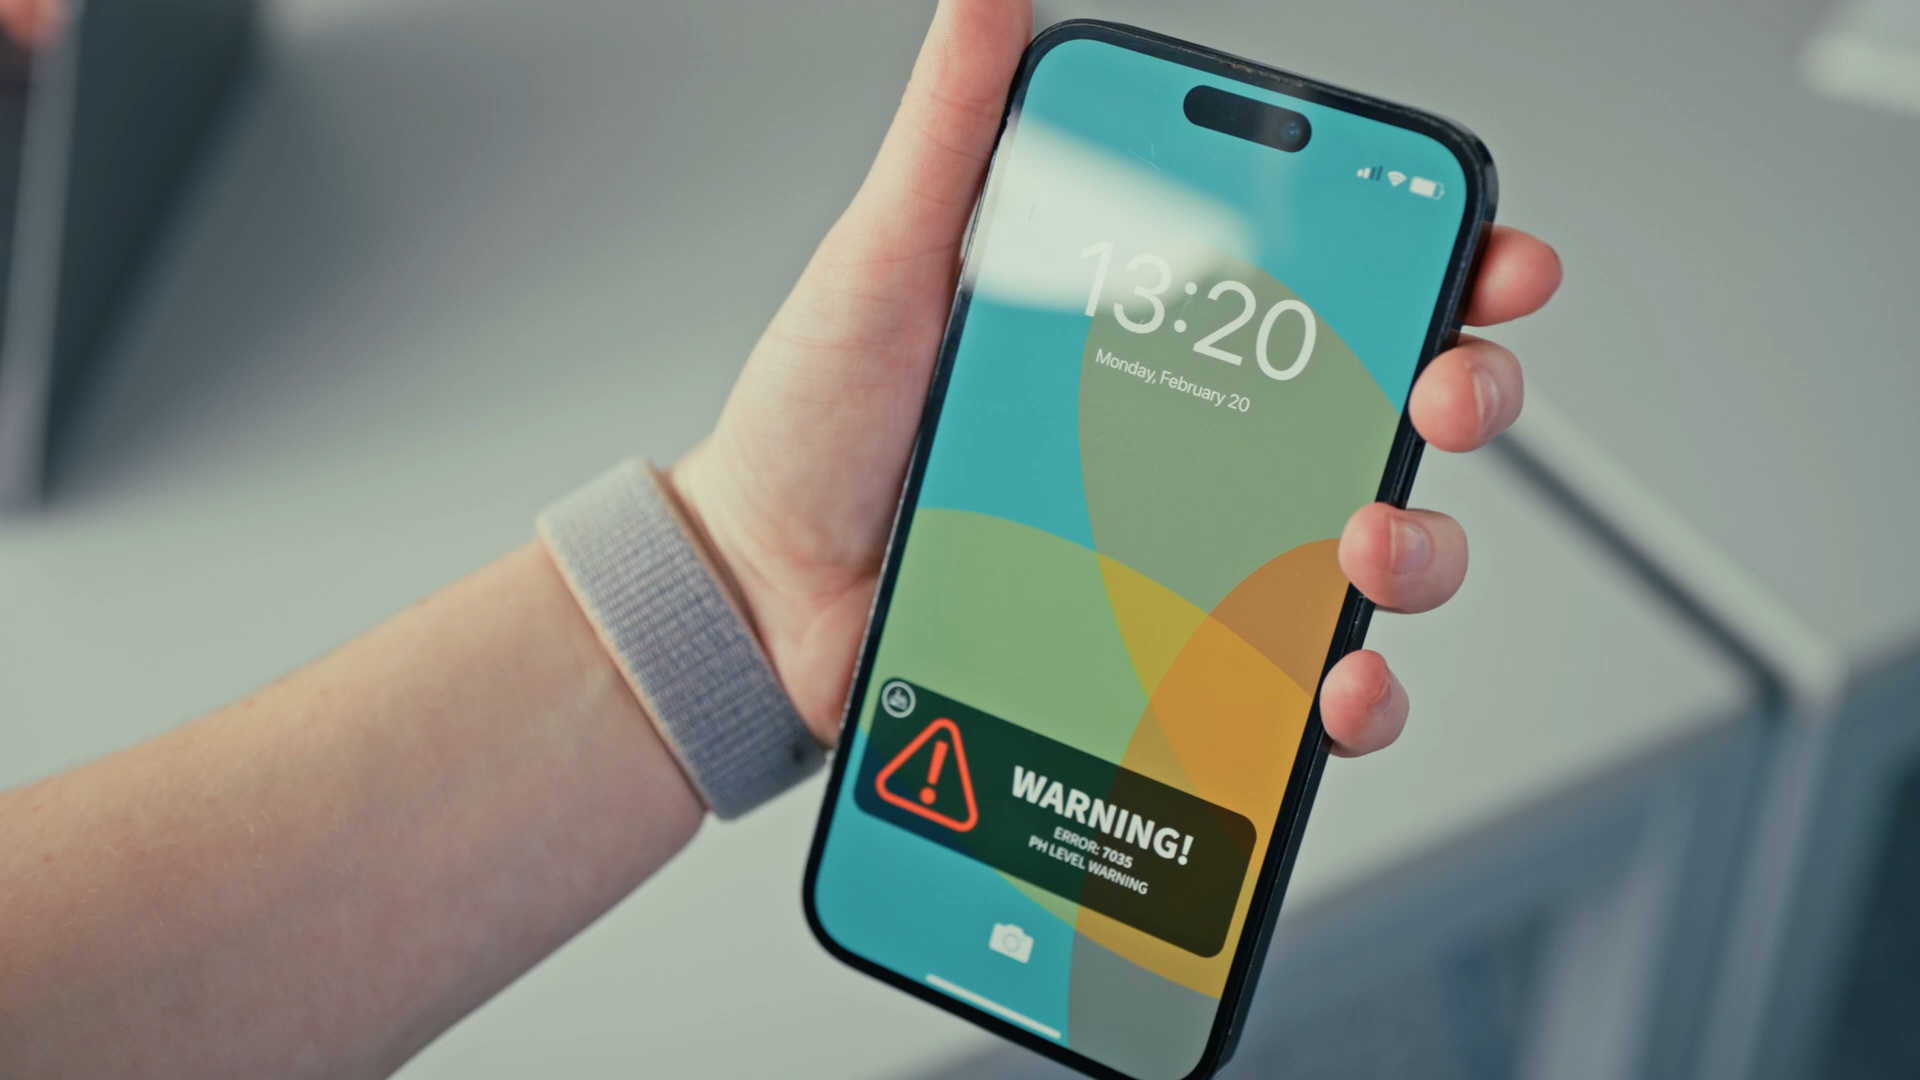 13:20
Monday, February 20
WARNING!
ERROR: 7035
PH LEVEL WARNING